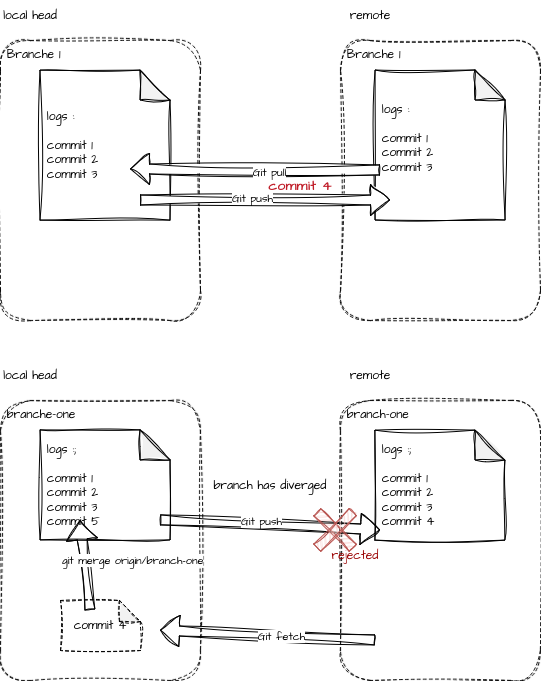 local head
remote
Branche 1
Branche 1
logs :
commit 1
commit 2
commit 3
logs :
commit 1
commit 2
commit 3
Git pull
commit 4
Git push
local head
remote
branche-one
branch-one
logs :;
commit 1
commit 2
commit 3
commit 5
logs :;
commit 1
commit 2
commit 3
commit 4
branch has diverged
Git push
rejected
git merge origin/branch-one
commit 4
Git fetch